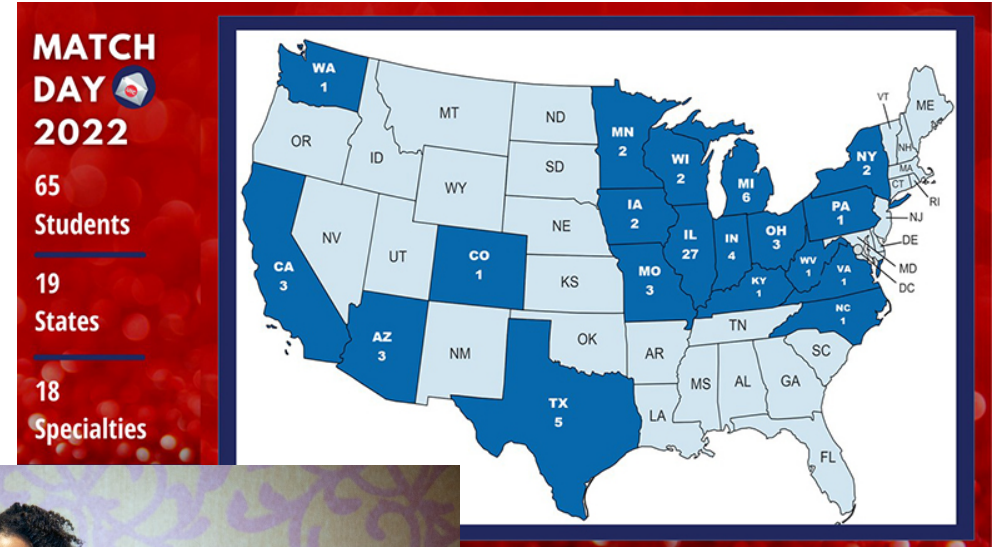 MATCH
DAY
2022
65
Students
19
States
18
Specialties
WA
1
OR
CA
3
ID
NV
MT
WY
UT
AZ
3
CO
1
NM
ND
SD
NE
KS
OK
TX
5
MN
2
IA
2
MO
3
AR
LA
WI
2
IL
27
MI
6
IN
4
OH
3
KY
1
TN
MS
AL
GA
FL
SC
NC
1
WV
1
VA
1
PA
1
NY
2
VT
NH
ME
MA
CT
RI
NJ
DE
MD
DC